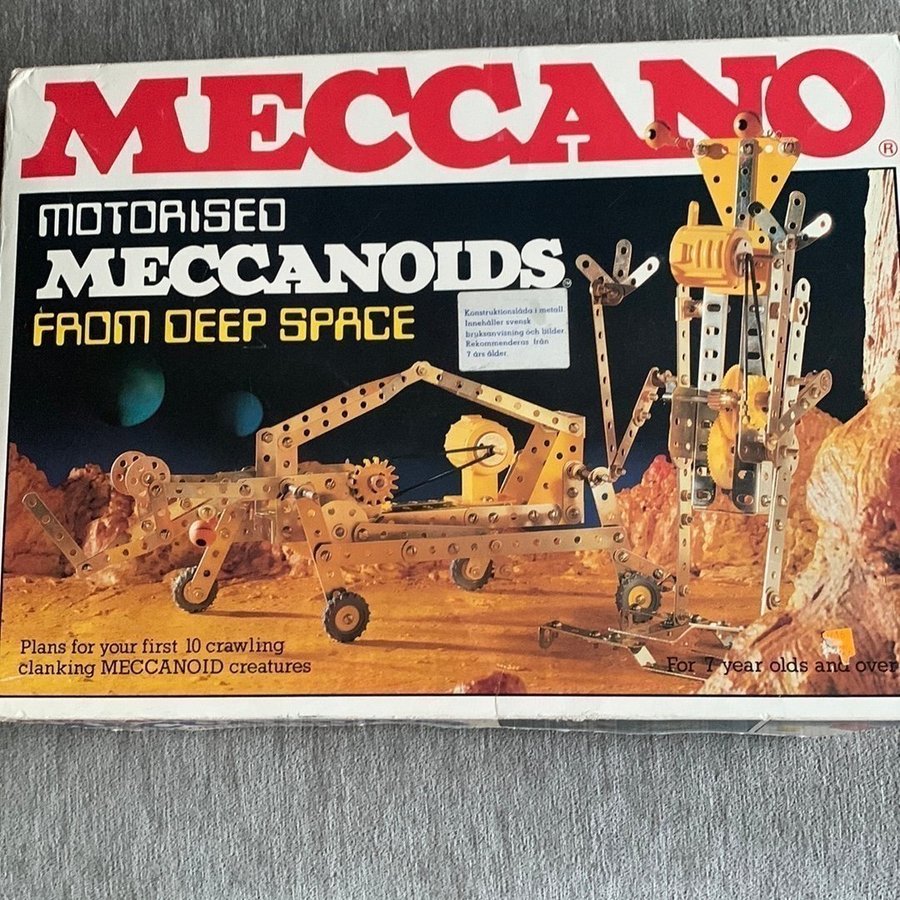 MECCANO
®
MOTORISED
MECCANOIDS™
FROM DEEP SPACE
Konstruktionslåda i metall.
Innehåller svensk
bruksanvisning och bilder.
Rekommenderas från
7 års ålder.
Plans for your first 10 crawling
clanking MECCANOID creatures
For 7 year olds and over